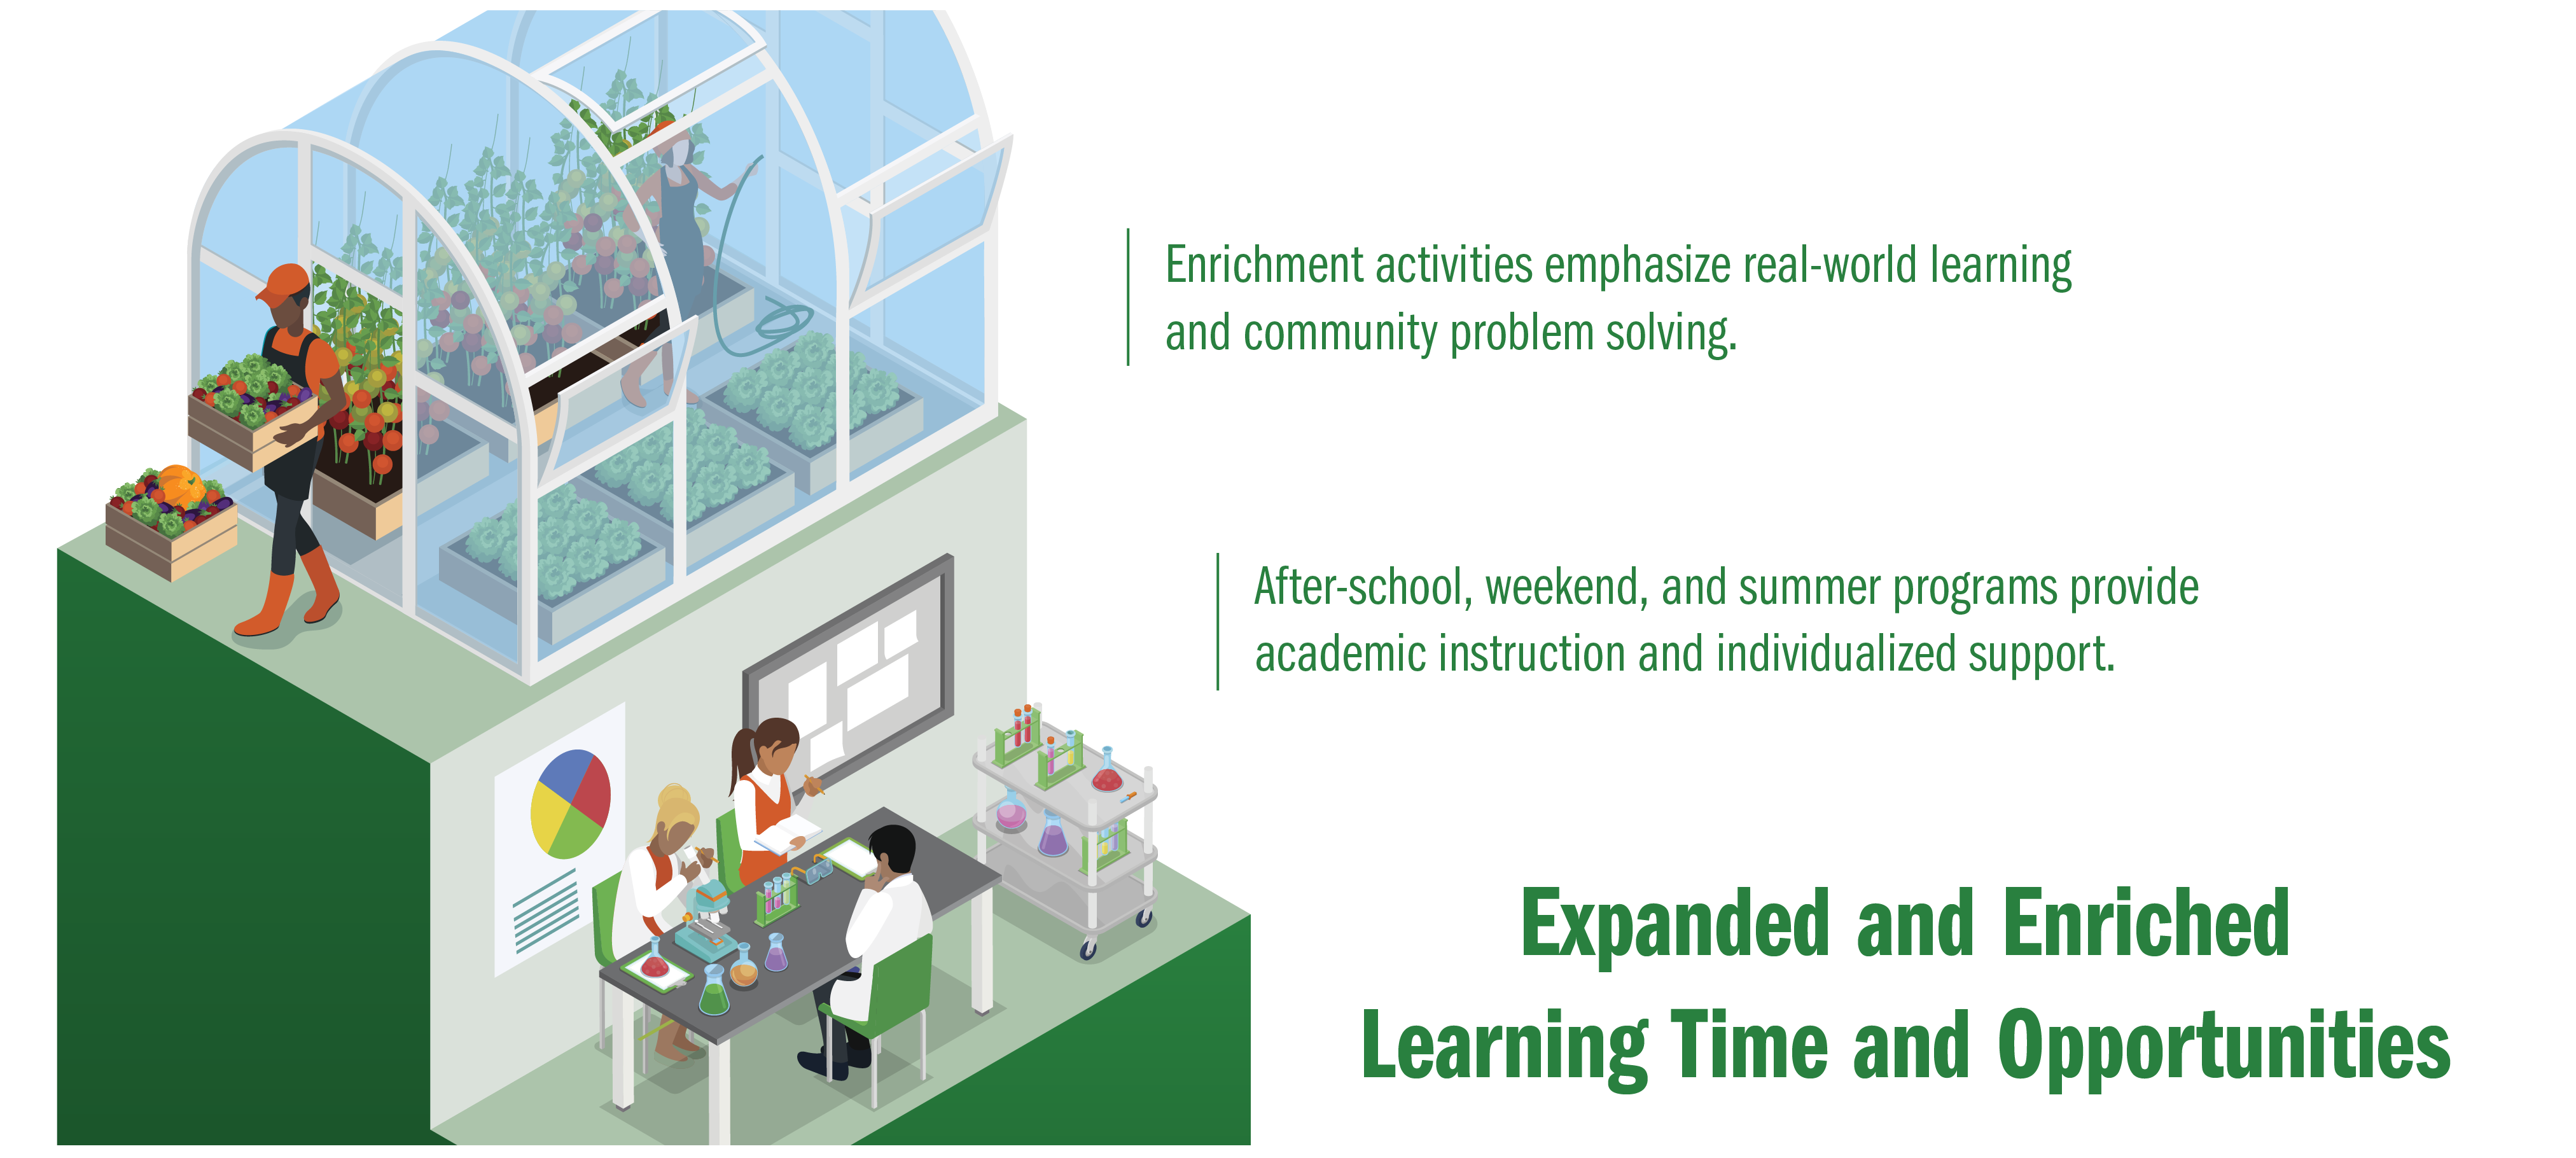 Enrichment activities emphasize real-world learning
and community problem solving.
After-school, weekend, and summer programs provide
academic instruction and individualized support.
Expanded and Enriched
Learning Time and Opportunities